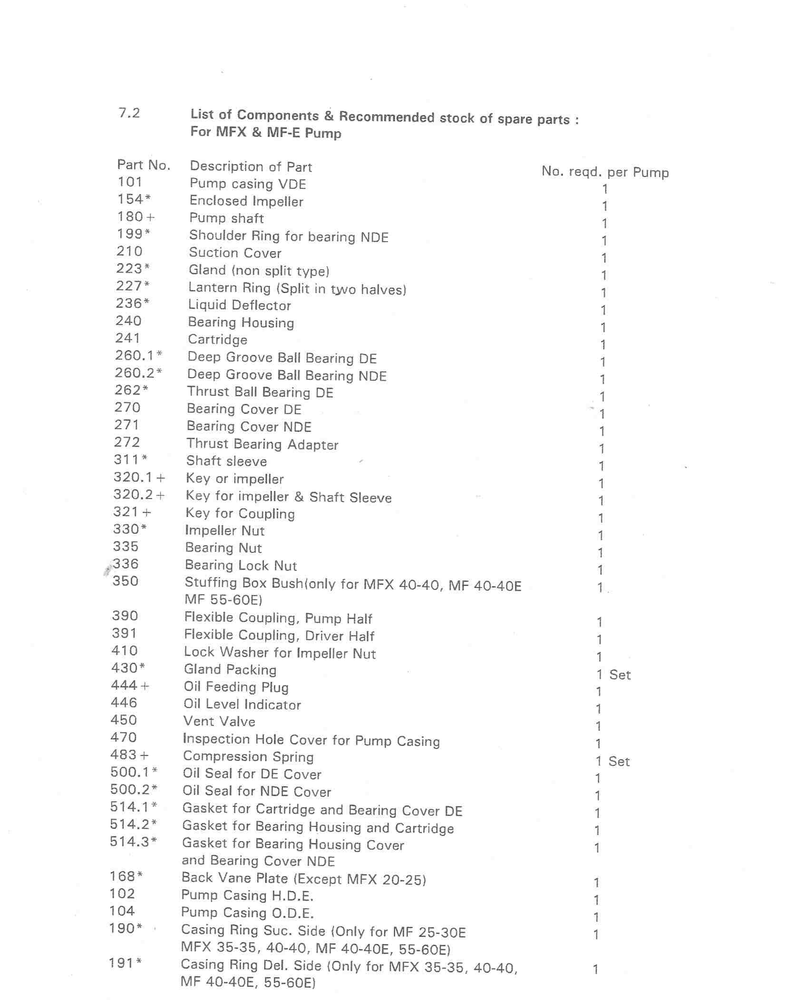 7.2 List of Components & Recommended stock of spare parts :
For MFX & MF-E Pump
Part No. Description of Part No. reqd. per Pump
101 Pump casing VDE 1
154* Enclosed Impeller 1
180+ Pump shaft 1
199* Shoulder Ring for bearing NDE 1
210 Suction Cover 1
223* Gland (non split type) 1
227* Lantern Ring (Split in two halves) 1
236* Liquid Deflector 1
240 Bearing Housing 1
241 Cartridge 1
260.1* Deep Groove Ball Bearing DE 1
260.2* Deep Groove Ball Bearing NDE 1
262* Thrust Ball Bearing DE 1
270 Bearing Cover DE 1
271 Bearing Cover NDE 1
272 Thrust Bearing Adapter 1
311* Shaft sleeve 1
320.1+ Key or impeller 1
320.2+ Key for impeller & Shaft Sleeve 1
321+ Key for Coupling 1
330* Impeller Nut 1
335 Bearing Nut 1
336 Bearing Lock Nut 1
350 Stuffing Box Bush(only for MFX 40-40, MF 40-40E 1
MF 55-60E)
390 Flexible Coupling, Pump Half 1
391 Flexible Coupling, Driver Half 1
410 Lock Washer for Impeller Nut 1
430* Gland Packing 1 Set
444+ Oil Feeding Plug 1
446 Oil Level Indicator 1
450 Vent Valve 1
470 Inspection Hole Cover for Pump Casing 1
483+ Compression Spring 1 Set
500.1* Oil Seal for DE Cover 1
500.2* Oil Seal for NDE Cover 1
514.1* Gasket for Cartridge and Bearing Cover DE 1
514.2* Gasket for Bearing Housing and Cartridge 1
514.3* Gasket for Bearing Housing Cover 1
and Bearing Cover NDE
168* Back Vane Plate (Except MFX 20-25) 1
102 Pump Casing H.D.E. 1
104 Pump Casing O.D.E. 1
190* Casing Ring Suc. Side (Only for MF 25-30E 1
MFX 35-35, 40-40, MF 40-40E, 55-60E)
191* Casing Ring Del. Side (Only for MFX 35-35, 40-40, 1
MF 40-40E, 55-60E)